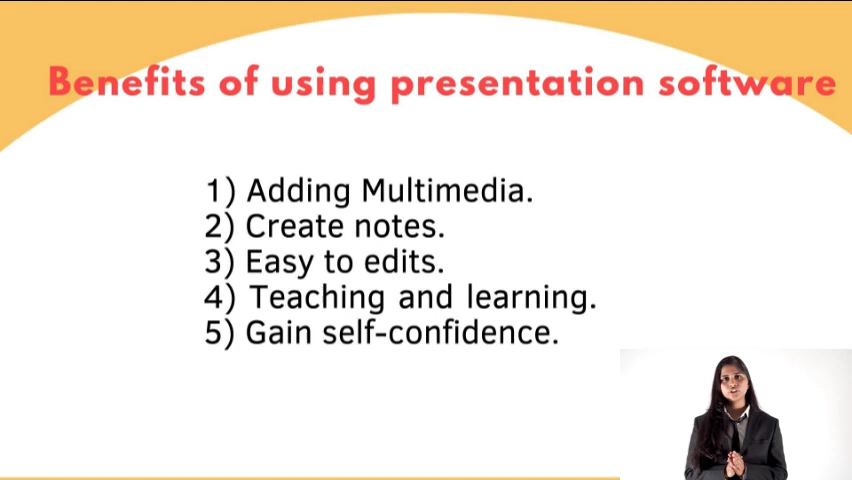 Benefits of using presentation software
1) Adding Multimedia.
2) Create notes.
3) Easy to edits.
4) Teaching and learning.
5) Gain self-confidence.